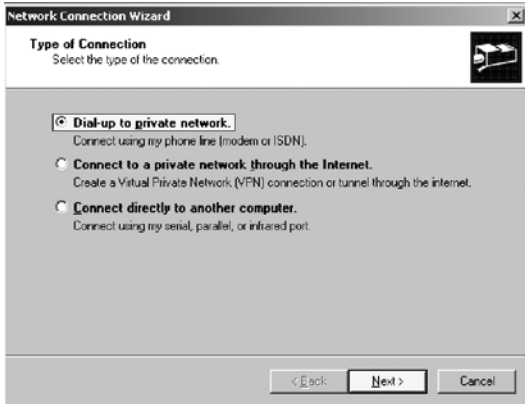 Network Connection Wizard
Type of Connection
Select the type of the connection.
Dial-up to private network.
Connect using my phone line (modem or ISDN).
Connect to a private network through the Internet.
Create a Virtual Private Network (VPN) connection or tunnel through the internet.
Connect directly to another computer.
Connect using my serial, parallel, or infrared port.
< Back Next > Cancel